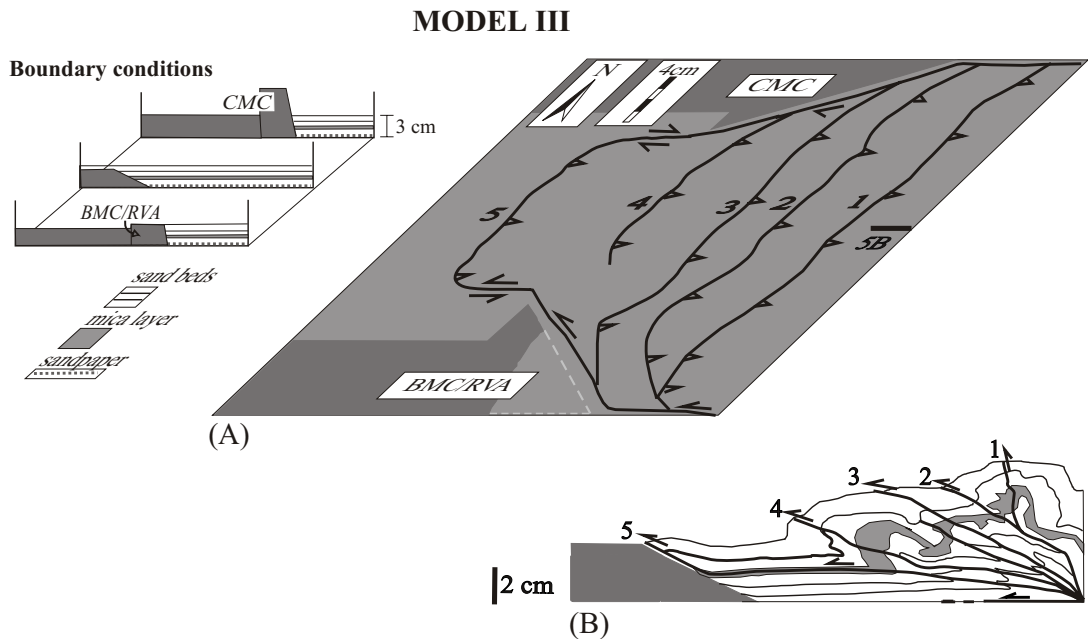 MODEL III
Boundary conditions
CMC
3 cm
BMC/RVA
sand beds
mica layer
sandpaper
N
4cm
CMC
5
4
3
2
1
5B
BMC/RVA
(A)
1
2
3
4
5
2 cm
(B)